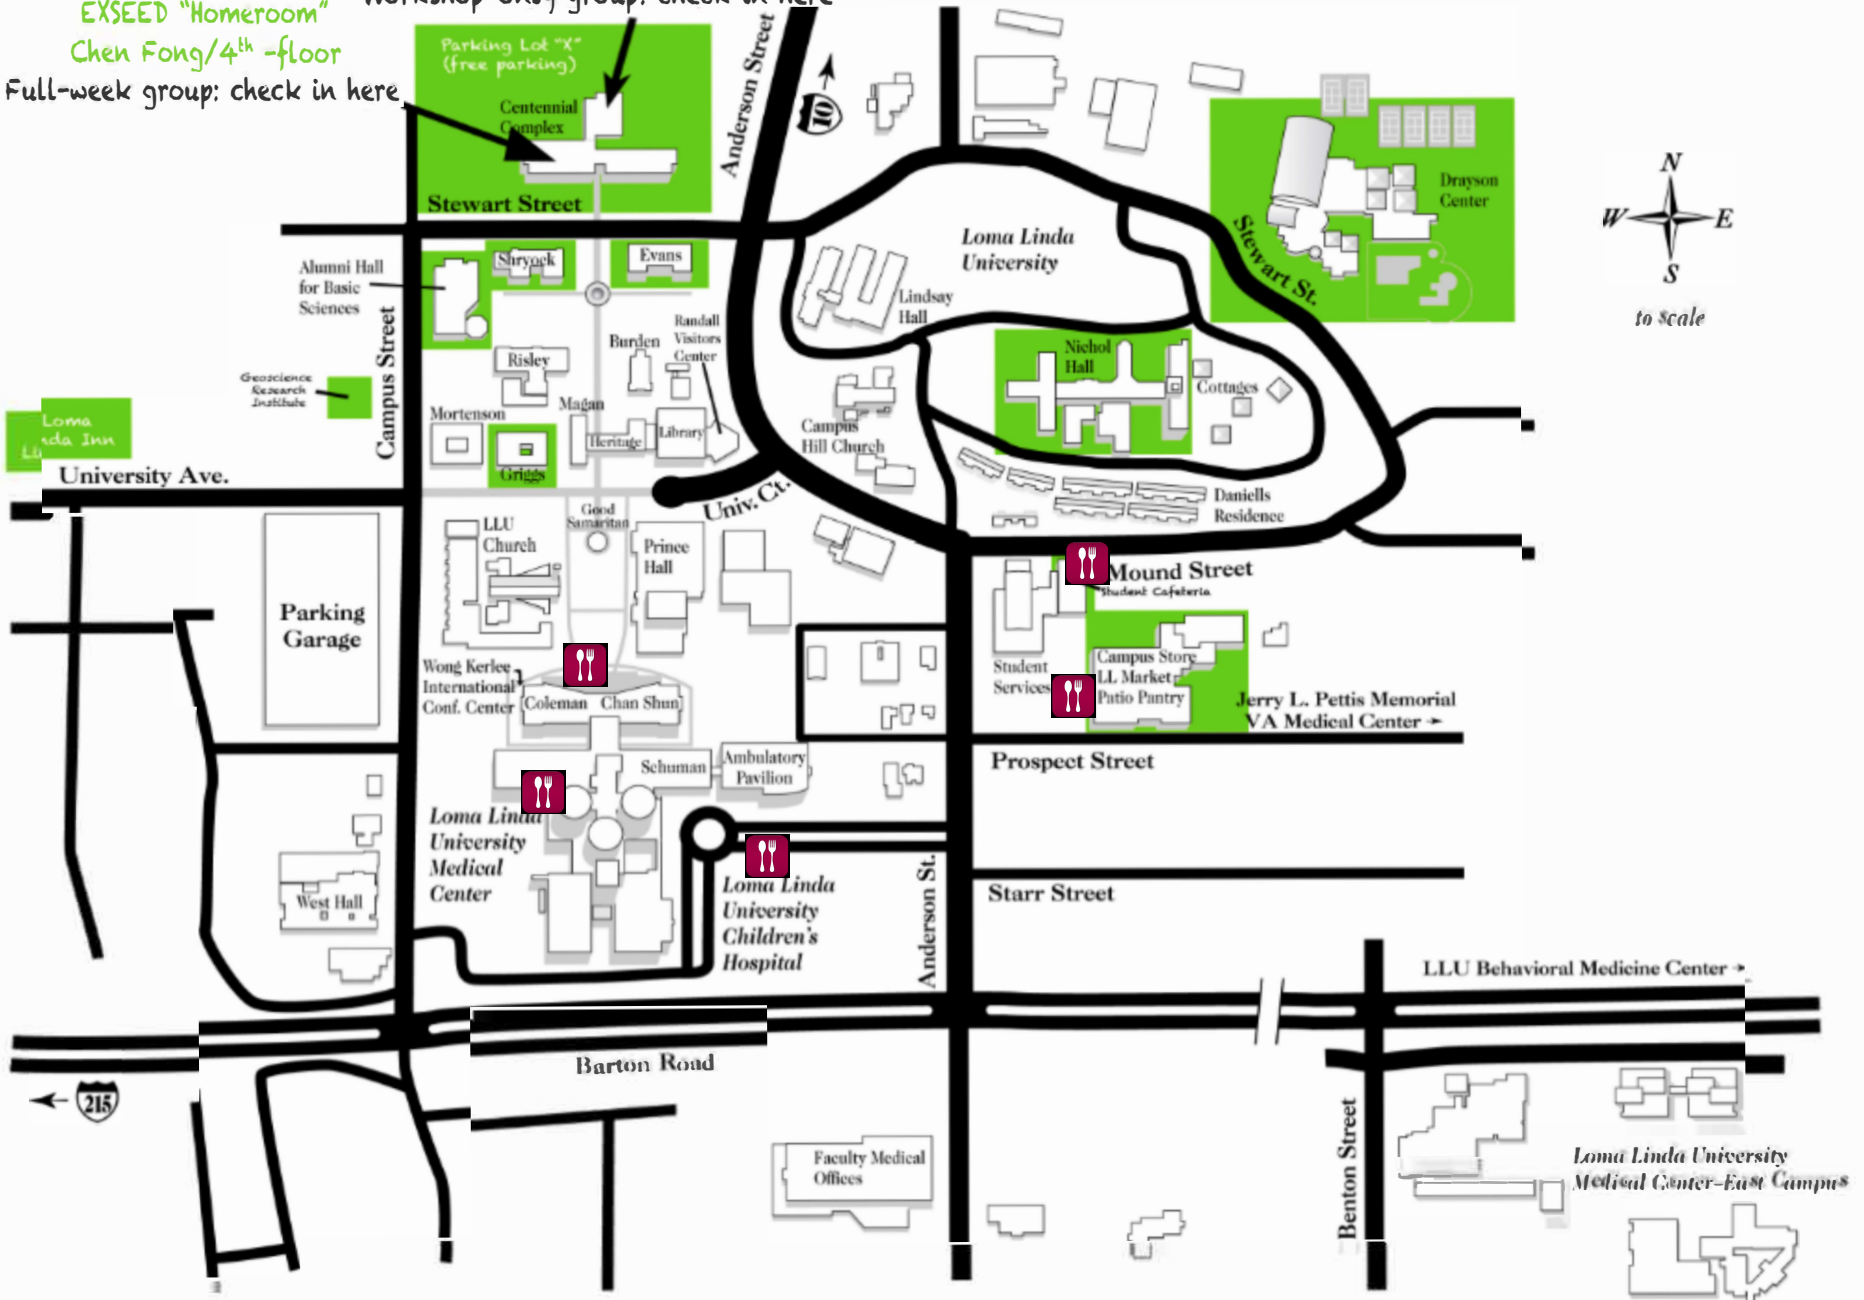 EXSEED "Homeroom"
Chen Fong/4th -floor
Full-week group: check in here
Workshop only group: check in here
Parking Lot "X"
(free parking)
Centennial
Complex
Anderson Street
10
Stewart Street
Drayson
Center
N
W E
S
to scale
Loma Linda
University
Stewart St.
Alumni Hall
for Basic
Sciences
Shryock
Evans
Lindsay
Hall
Campus Street
Randall
Visitors
Center
Burden
Risley
Nichol
Hall
Cottages
Geoscience
Research
Institute
Mortenson
Magan
Griggs
Heritage
Library
Campus
Hill Church
Loma
Linda Inn
University Ave.
Univ. Ct.
Daniells
Residence
LLU
Church
Good
Samaritan
Prince
Hall
Mound Street
Student Cafeteria
Parking
Garage
Student
Services
Campus Store
LL Market
Patio Pantry
Wong Kerlee
International
Conf. Center
Coleman
Chan Shun
Jerry L. Pettis Memorial
VA Medical Center
Prospect Street
Schuman
Ambulatory
Pavilion
Loma Linda
University
Medical
Center
Loma Linda
University
Children's
Hospital
Anderson St.
Starr Street
West Hall
LLU Behavioral Medicine Center
Barton Road
215
Faculty Medical
Offices
Benton Street
Loma Linda University
Medical Center–East Campus